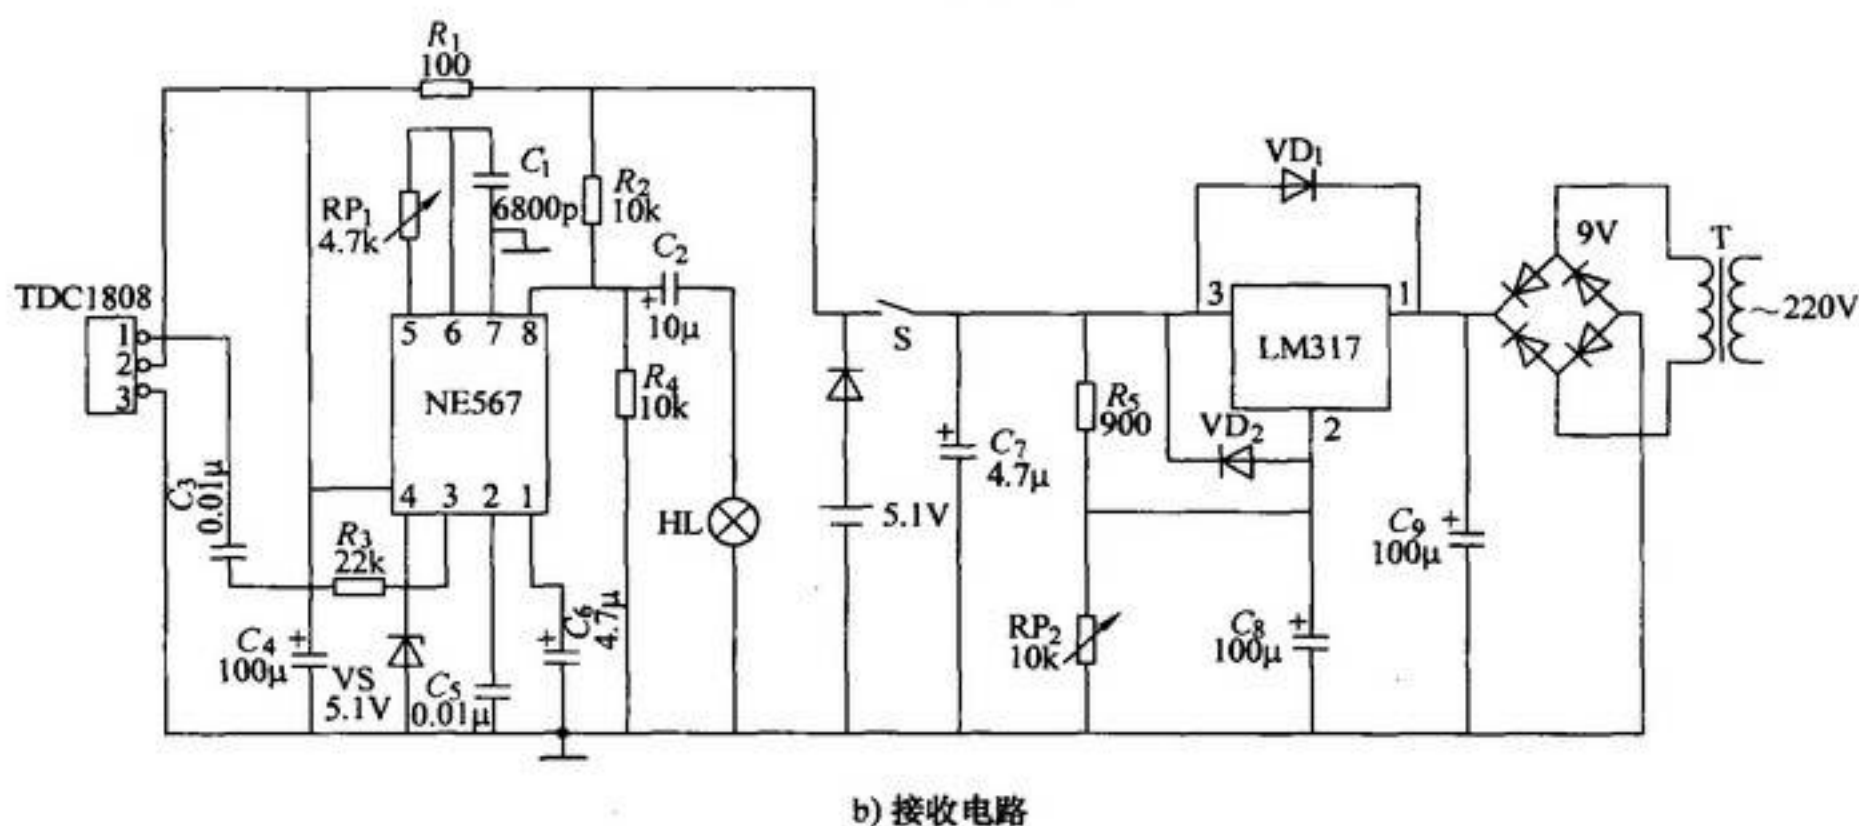 R1
100
R2
10k
C1
6800p
RP1
4.7k
C2
+
10μ
TDC1808
1
2
3
5 6 7 8
NE567
4 3 2 1
R4
10k
C3
0.01μ
R3
22k
HL
C4
+
100μ
VS
5.1V
C5
0.01μ
+
C6
4.7μ
S
5.1V
+
C7
4.7μ
R5
900
VD2
RP2
10k
C8
+
100μ
VD1
3
1
LM317
2
C9
+
100μ
9V
T
~220V
b) 接收电路